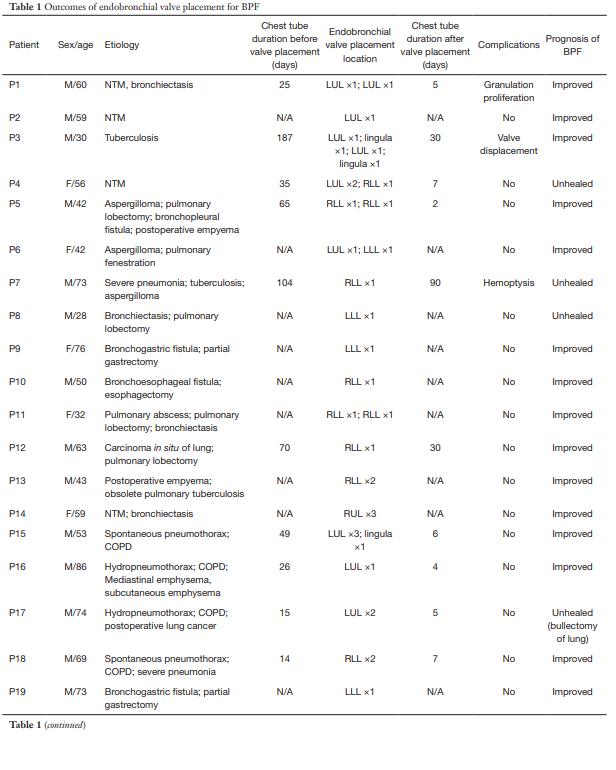 Table 1 Outcomes of endobronchial valve placement for BPF
Patient Sex/age Etiology Chest tube duration before valve placement (days) Endobronchial valve placement location Chest tube duration after valve placement (days) Complications Prognosis of BPF
P1 M/60 NTM, bronchiectasis 25 LUL ×1; LUL ×1 5 Granulation proliferation Improved
P2 M/59 NTM N/A LUL ×1 N/A No Improved
P3 M/30 Tuberculosis 187 LUL ×1; lingula ×1; LUL ×1; lingula ×1 30 Valve displacement Improved
P4 F/56 NTM 35 LUL ×2; RLL ×1 7 No Unhealed
P5 M/42 Aspergilloma; pulmonary lobectomy; bronchopleural fistula; postoperative empyema 65 RLL ×1; RLL ×1 2 No Improved
P6 F/42 Aspergilloma; pulmonary fenestration N/A LUL ×1; LLL ×1 N/A No Improved
P7 M/73 Severe pneumonia; tuberculosis; aspergilloma 104 RLL ×1 90 Hemoptysis Unhealed
P8 M/28 Bronchiectasis; pulmonary lobectomy N/A LLL ×1 N/A No Unhealed
P9 F/76 Bronchogastric fistula; partial gastrectomy N/A LLL ×1 N/A No Improved
P10 M/50 Bronchoesophageal fistula; esophagectomy N/A RLL ×1 N/A No Improved
P11 F/32 Pulmonary abscess; pulmonary lobectomy; bronchiectasis N/A RLL ×1; RLL ×1 N/A No Improved
P12 M/63 Carcinoma in situ of lung; pulmonary lobectomy 70 RLL ×1 30 No Improved
P13 M/43 Postoperative empyema; obsolete pulmonary tuberculosis N/A RLL ×2 N/A No Improved
P14 F/59 NTM; bronchiectasis N/A RUL ×3 N/A No Improved
P15 M/53 Spontaneous pneumothorax; COPD 49 LUL ×3; lingula ×1 6 No Improved
P16 M/86 Hydropneumothorax; COPD; Mediastinal emphysema, subcutaneous emphysema 26 LUL ×1 4 No Improved
P17 M/74 Hydropneumothorax; COPD; postoperative lung cancer 15 LUL ×2 5 No Unhealed (bullectomy of lung)
P18 M/69 Spontaneous pneumothorax; COPD; severe pneumonia 14 RLL ×2 7 No Improved
P19 M/73 Bronchogastric fistula; partial gastrectomy N/A LLL ×1 N/A No Improved
Table 1 (continued)